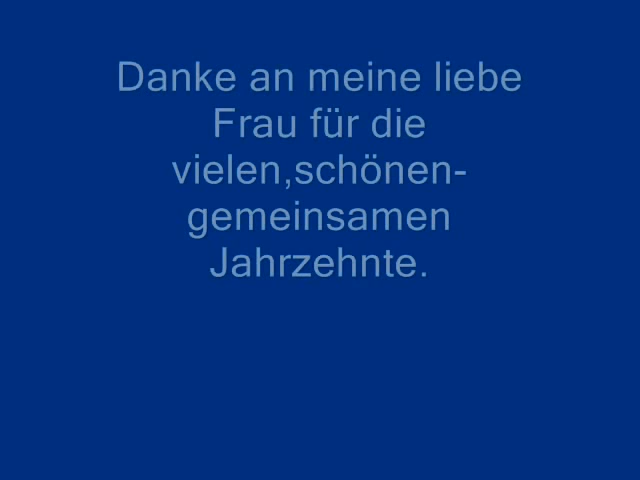 Danke an meine liebe
Frau für die
vielen,schönen-
gemeinsamen
Jahrzehnte.